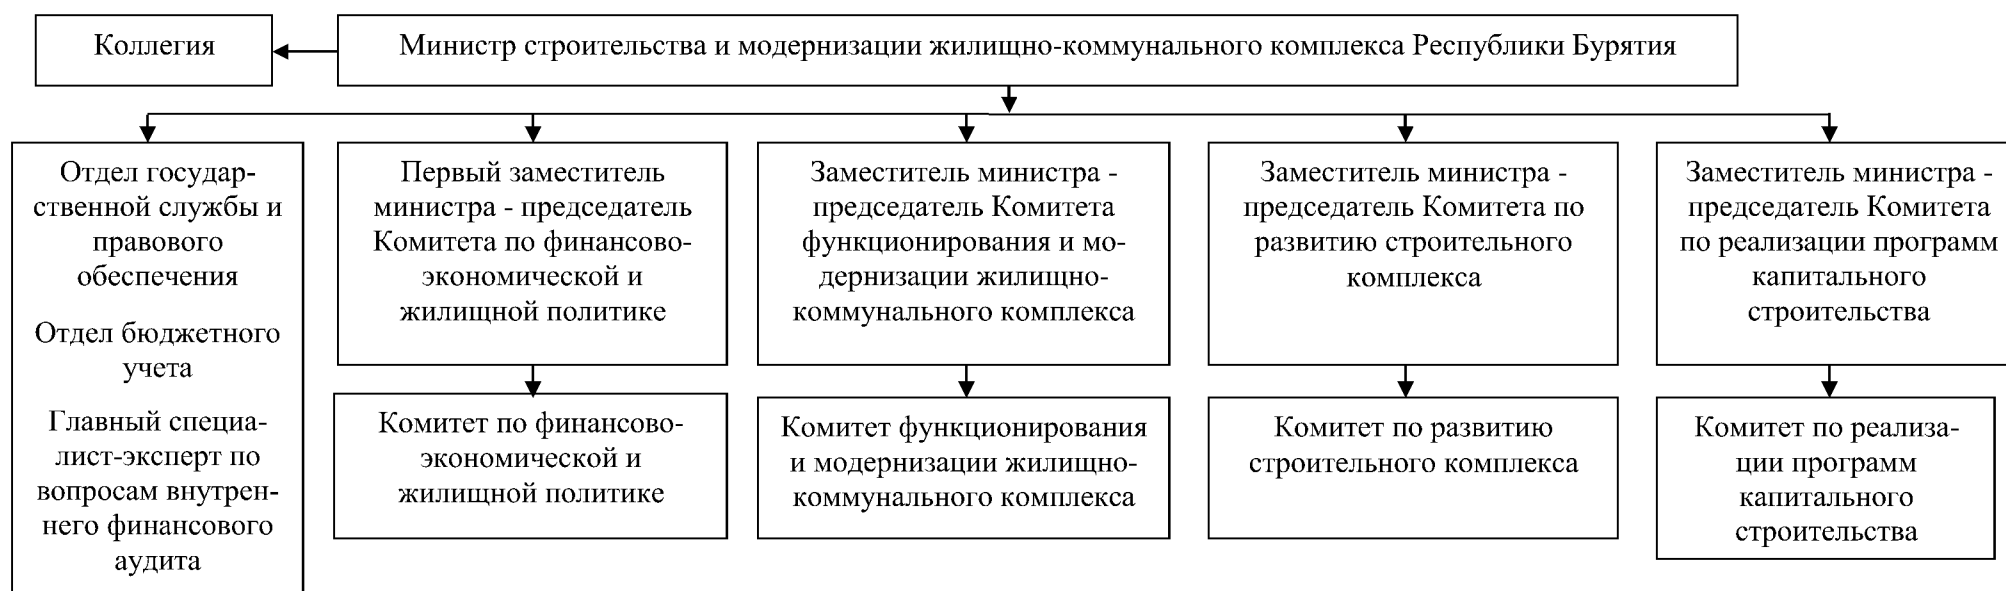 Коллегия
Министр строительства и модернизации жилищно-коммунального комплекса Республики Бурятия
Отдел государ-
ственной службы и
правового
обеспечения
Отдел бюджетного
учета
Главный специа-
лист-эксперт по
вопросам внутрен-
него финансового
аудита
Первый заместитель
министра - председатель
Комитета по финансово-
экономической и
жилищной политике
Заместитель министра -
председатель Комитета
функционирования и мо-
дернизации жилищно-
коммунального комплекса
Заместитель министра -
председатель Комитета по
развитию строительного
комплекса
Заместитель министра -
председатель Комитета
по реализации программ
капитального
строительства
Комитет по финансово-
экономической и
жилищной политике
Комитет функционирования
и модернизации жилищно-
коммунального комплекса
Комитет по развитию
строительного комплекса
Комитет по реализа-
ции программ
капитального
строительства